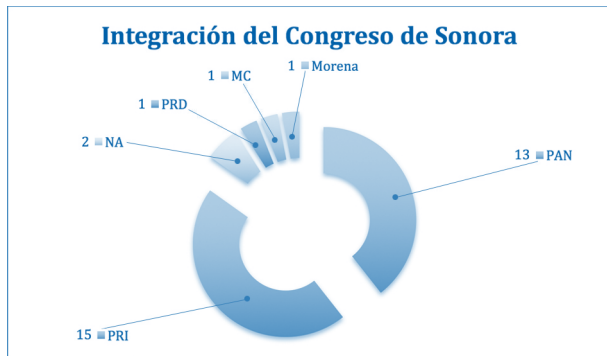 Integración del Congreso de Sonora
1 Morena
1 MC
1 PRD
2 NA
13 PAN
15 PRI